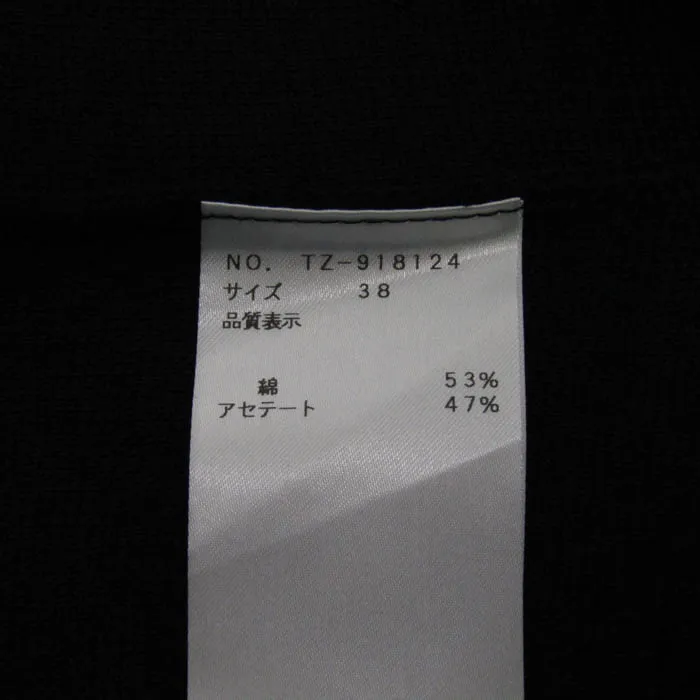 NO. TZ-918124
サイズ 38
品質表示
綿 53%
アセテート 47%